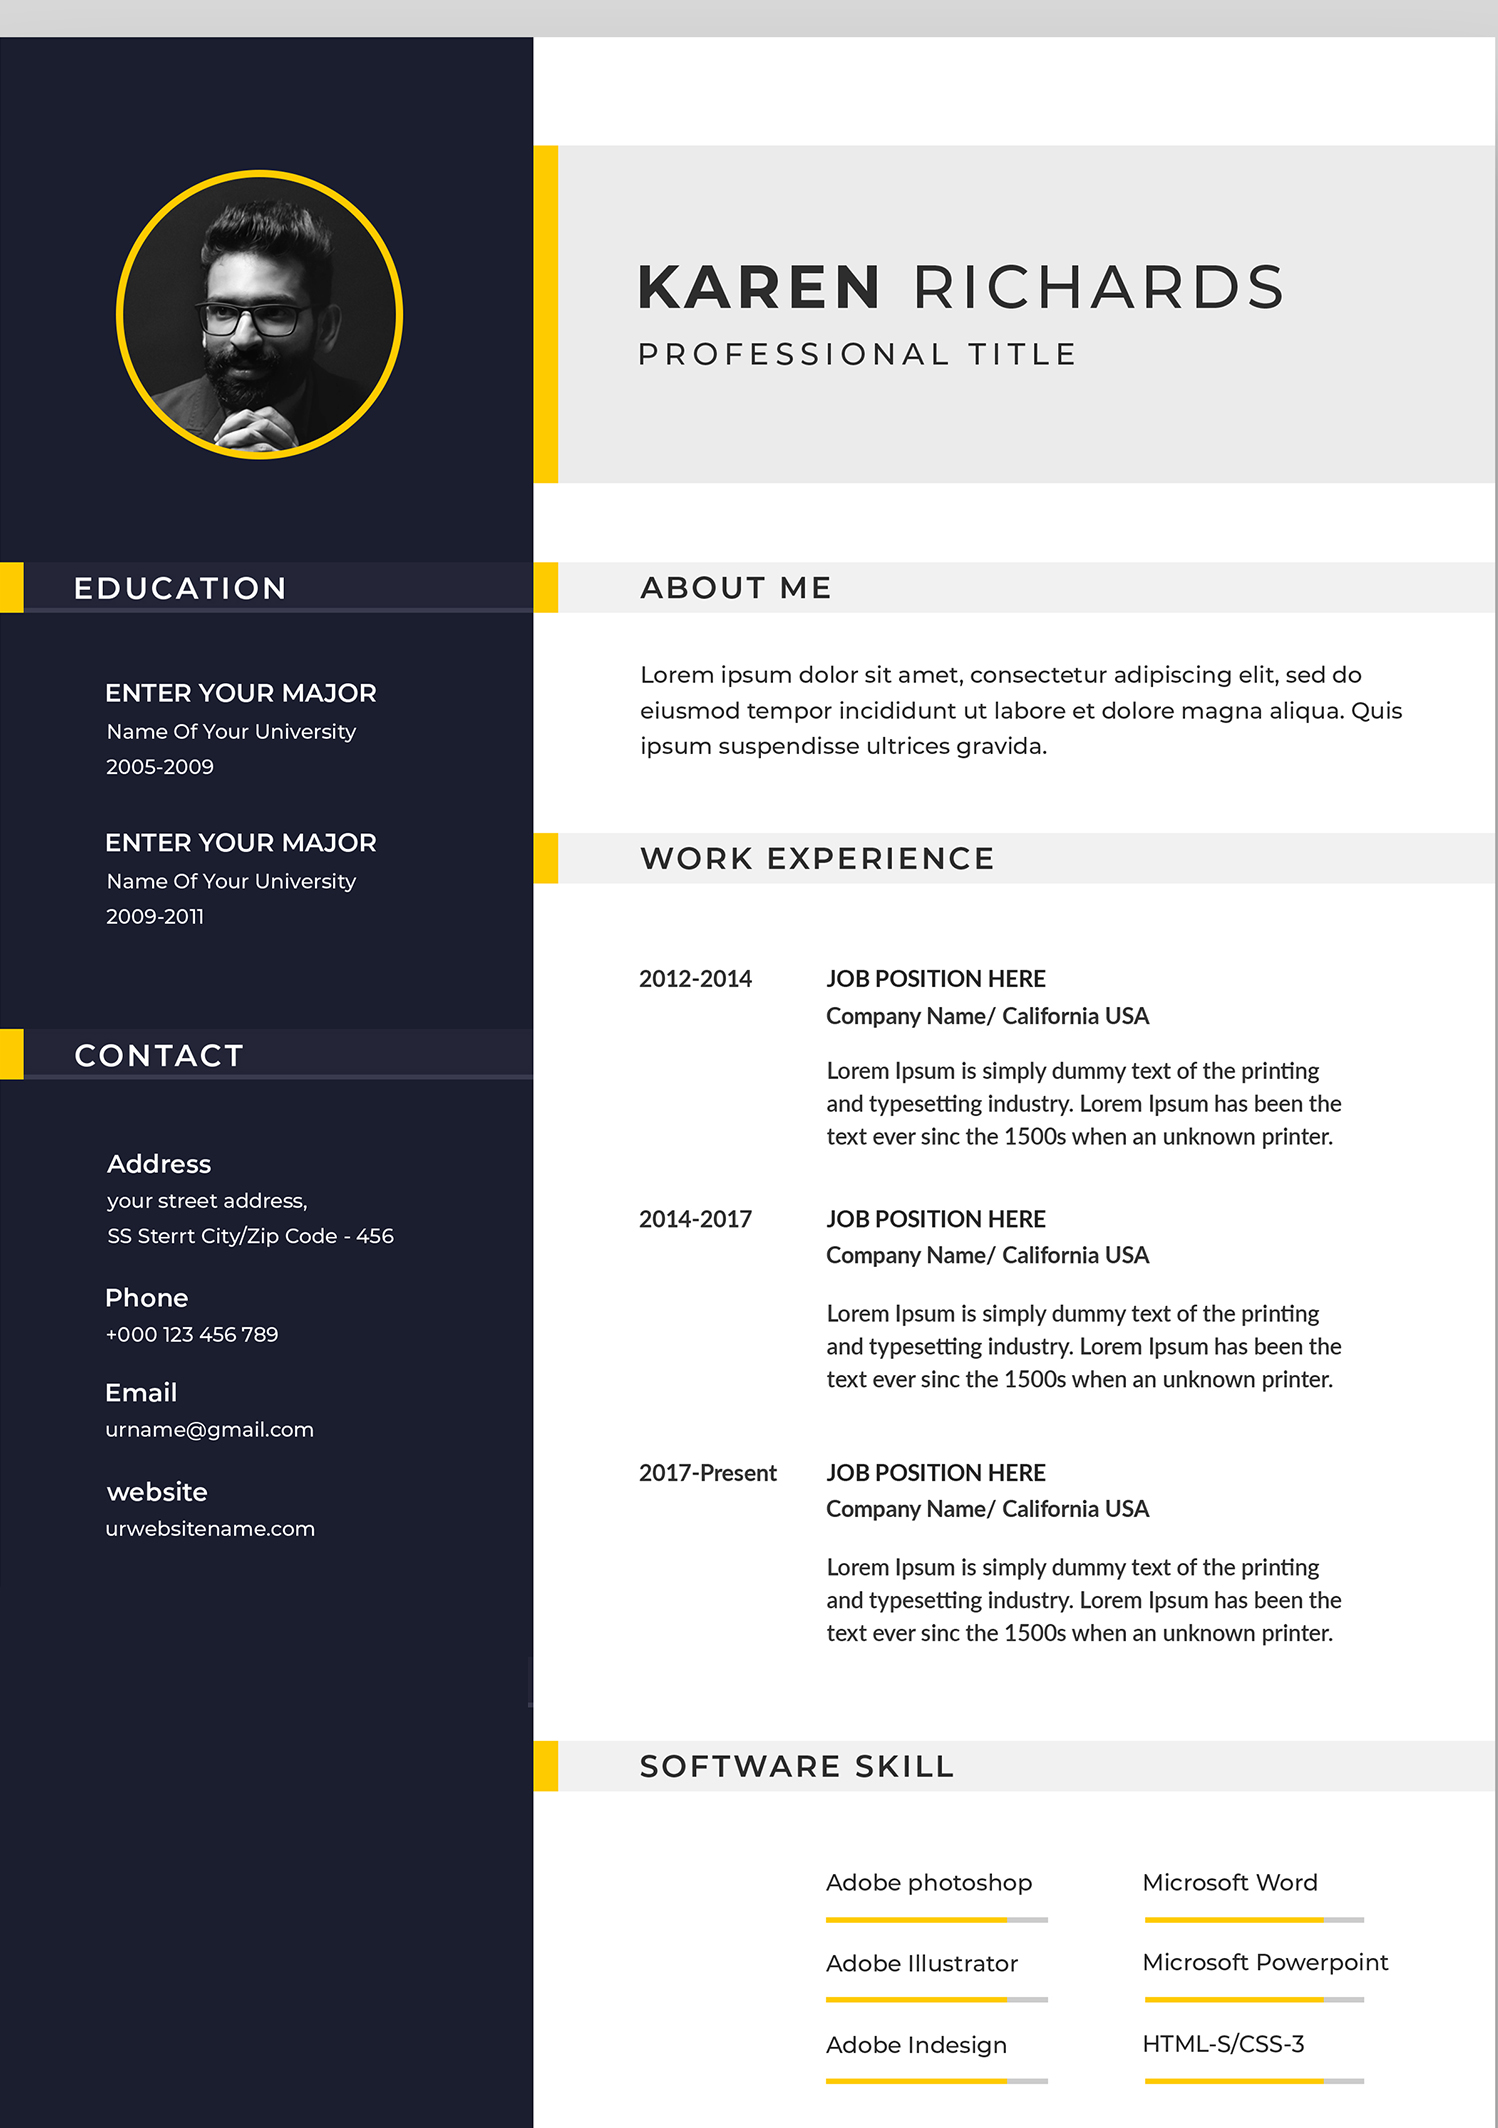 KAREN RICHARDS
PROFESSIONAL TITLE
EDUCATION
ENTER YOUR MAJOR
Name Of Your University
2005-2009
ENTER YOUR MAJOR
Name Of Your University
2009-2011
CONTACT
Address
your street address,
SS Sterrt City/Zip Code - 456
Phone
+000 123 456 789
Email
urname@gmail.com
website
urwebsitename.com
ABOUT ME
Lorem ipsum dolor sit amet, consectetur adipiscing elit, sed do
eiusmod tempor incididunt ut labore et dolore magna aliqua. Quis
ipsum suspendisse ultrices gravida.
WORK EXPERIENCE
2012-2014 JOB POSITION HERE
Company Name/ California USA
Lorem Ipsum is simply dummy text of the printing
and typesetting industry. Lorem Ipsum has been the
text ever sinc the 1500s when an unknown printer.
2014-2017 JOB POSITION HERE
Company Name/ California USA
Lorem Ipsum is simply dummy text of the printing
and typesetting industry. Lorem Ipsum has been the
text ever sinc the 1500s when an unknown printer.
2017-Present JOB POSITION HERE
Company Name/ California USA
Lorem Ipsum is simply dummy text of the printing
and typesetting industry. Lorem Ipsum has been the
text ever sinc the 1500s when an unknown printer.
SOFTWARE SKILL
Adobe photoshop Microsoft Word
Adobe Illustrator Microsoft Powerpoint
Adobe Indesign HTML-S/CSS-3